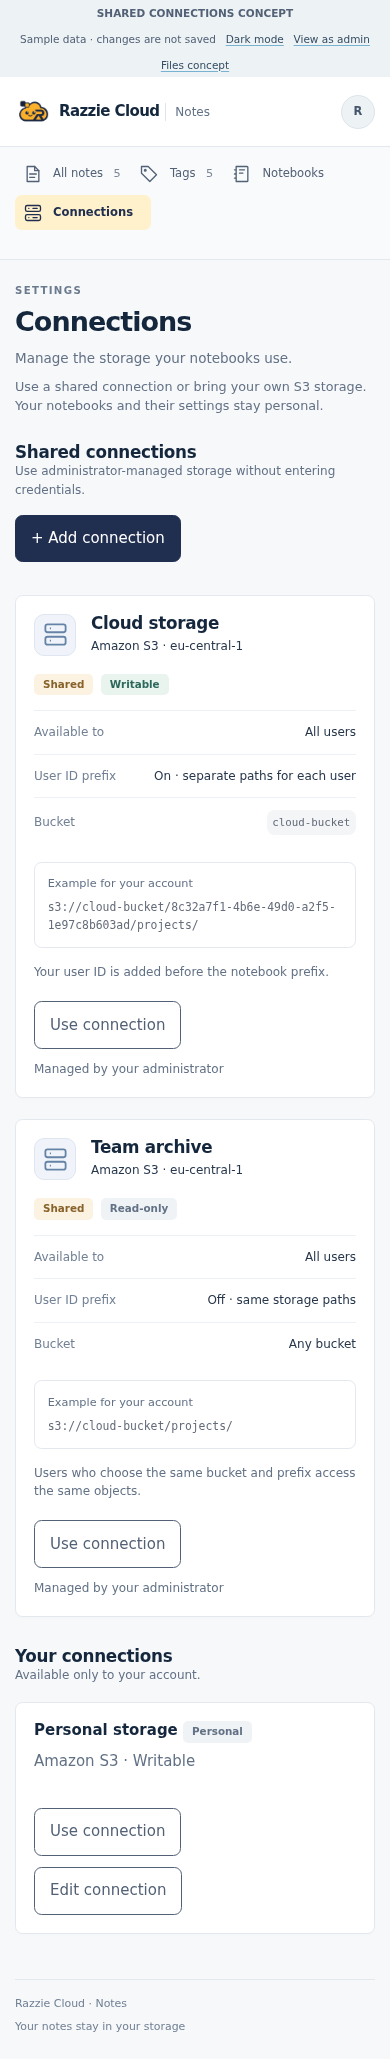 SHARED CONNECTIONS CONCEPT
Sample data · changes are not saved Dark mode View as admin
Files concept
Razzie Cloud Notes
R
All notes 5 Tags 5 Notebooks
Connections
SETTINGS
Connections
Manage the storage your notebooks use.
Use a shared connection or bring your own S3 storage.
Your notebooks and their settings stay personal.
Shared connections
Use administrator-managed storage without entering
credentials.
+ Add connection
Cloud storage
Amazon S3 · eu-central-1
Shared Writable
Available to All users
User ID prefix On · separate paths for each user
Bucket cloud-bucket
Example for your account
s3://cloud-bucket/8c32a7f1-4b6e-49d0-a2f5-
1e97c8b603ad/projects/
Your user ID is added before the notebook prefix.
Use connection
Managed by your administrator
Team archive
Amazon S3 · eu-central-1
Shared Read-only
Available to All users
User ID prefix Off · same storage paths
Bucket Any bucket
Example for your account
s3://cloud-bucket/projects/
Users who choose the same bucket and prefix access
the same objects.
Use connection
Managed by your administrator
Your connections
Available only to your account.
Personal storage Personal
Amazon S3 · Writable
Use connection
Edit connection
Razzie Cloud · Notes
Your notes stay in your storage